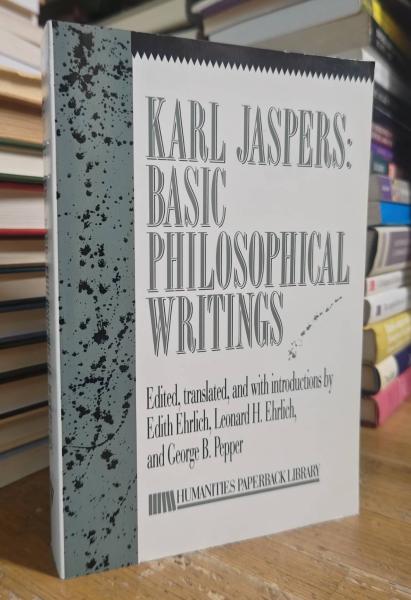 KARL JASPERS:
BASIC
PHILOSOPHICAL
WRITINGS
Edited, translated, and with introductions by
Edith Ehrlich, Leonard H. Ehrlich,
and George B. Pepper
HUMANITIES PAPERBACK LIBRARY